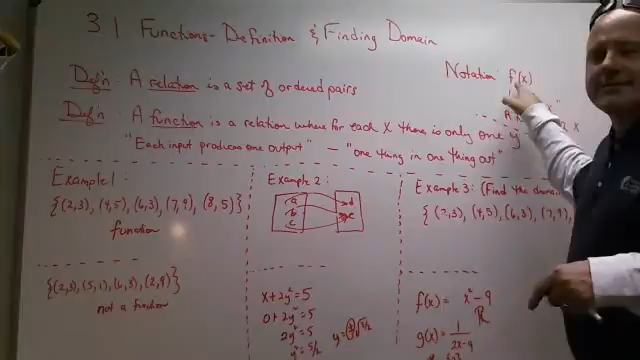 3.1 Functions - Definition & Finding Domain
Notation: f(x)
Def'n: A relation is a set of ordered pairs
Def'n: A function is a relation where for each x there is only one y
"Each input produces one output" - "one thing in one thing out"
Example 1
{(2,3), (4,5), (6,3), (7,9), (8,5)}
function
{(2,3), (5,1), (6,3), (2,9)}
not a function
Example 2
a
b
c
d
e
x + 2y² = 5
0 + 2y² = 5
2y² = 5
y² = 5/2
Example 3: (Find the domain
{(2,3), (4,5), (6,3), (7,9),
f(x) = x² - 9
ℝ
g(x) = 1/(2x-9)